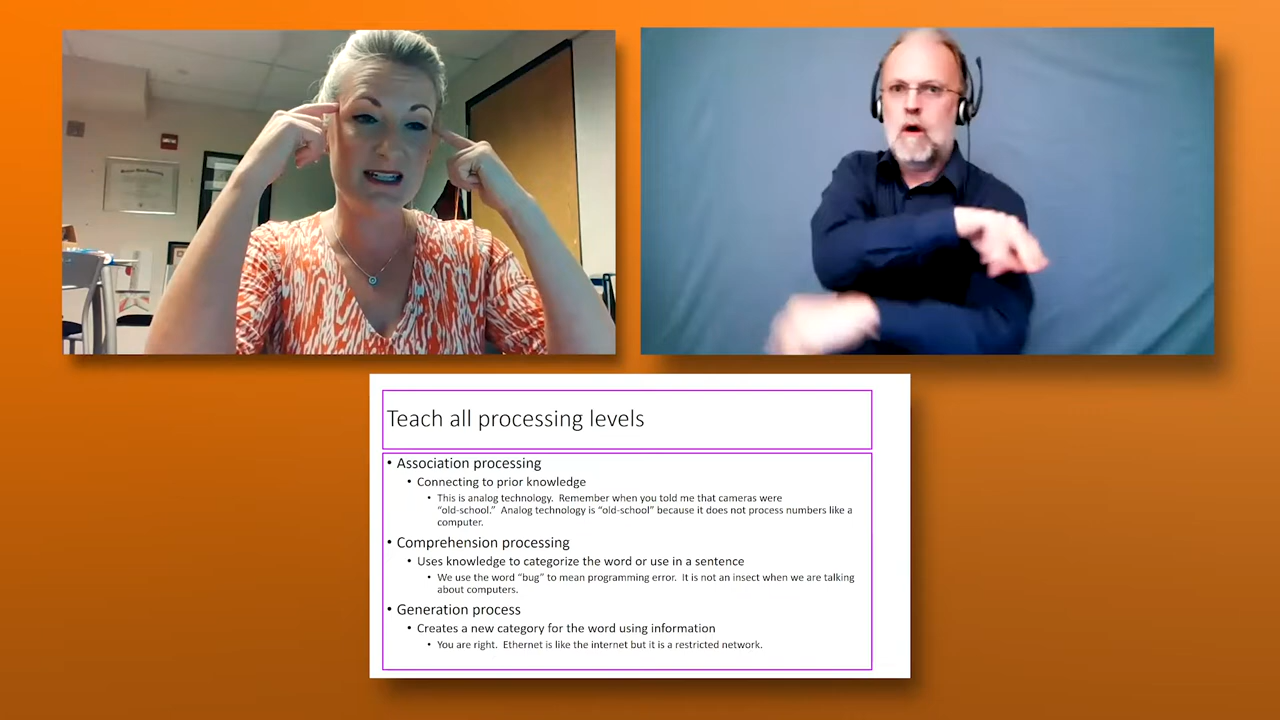 Teach all processing levels
• Association processing
• Connecting to prior knowledge
• This is analog technology.  Remember when you told me that cameras were
“old-school.”  Analog technology is “old-school” because it does not process numbers like a
computer.
• Comprehension processing
• Uses knowledge to categorize the word or use in a sentence
• We use the word “bug” to mean programming error.  It is not an insect when we are talking
about computers.
• Generation process
• Creates a new category for the word using information
• You are right.  Ethernet is like the internet but it is a restricted network.